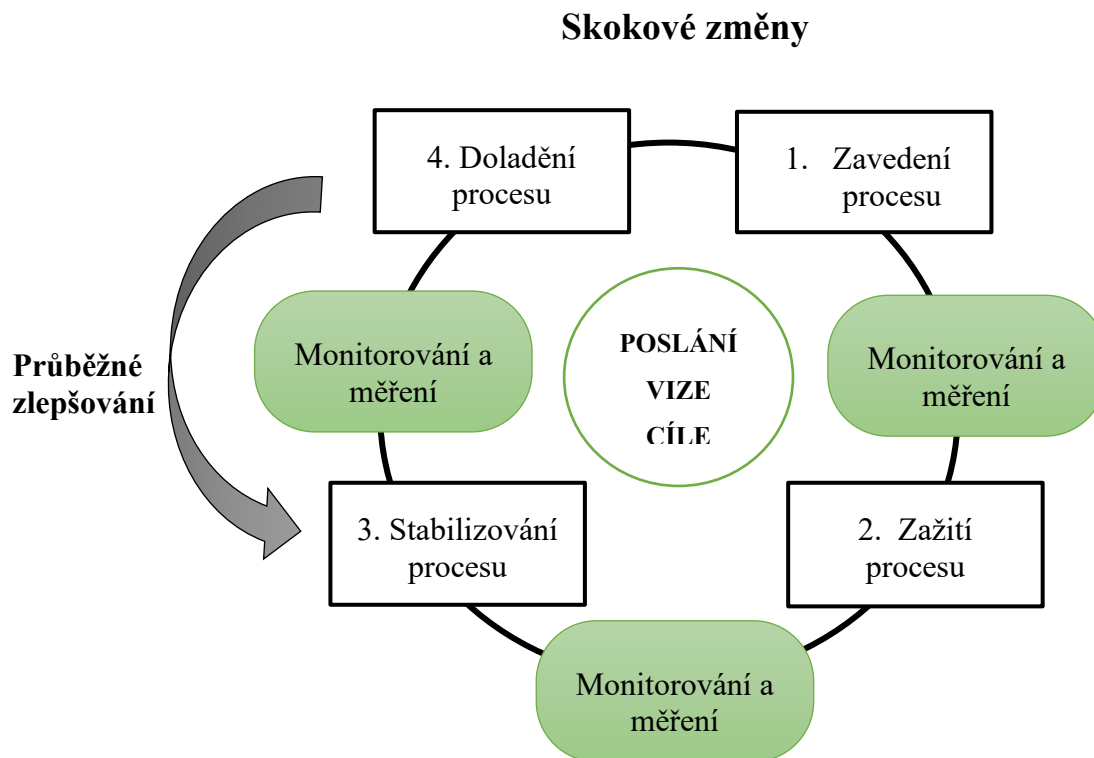 Skokové změny
4. Doladění
procesu
1. Zavedení
procesu
Průběžné
zlepšování
Monitorování a
měření
POSLÁNÍ
VIZE
CÍLE
Monitorování a
měření
3. Stabilizování
procesu
2. Zažití
procesu
Monitorování a
měření